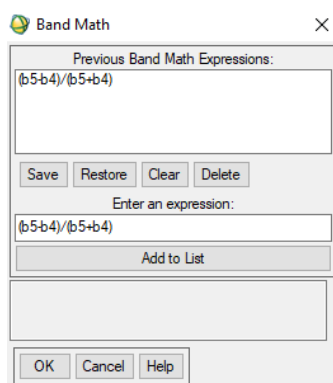 Band Math
Previous Band Math Expressions:
(b5-b4)/(b5+b4)
Save Restore Clear Delete
Enter an expression:
(b5-b4)/(b5+b4)
Add to List
OK Cancel Help